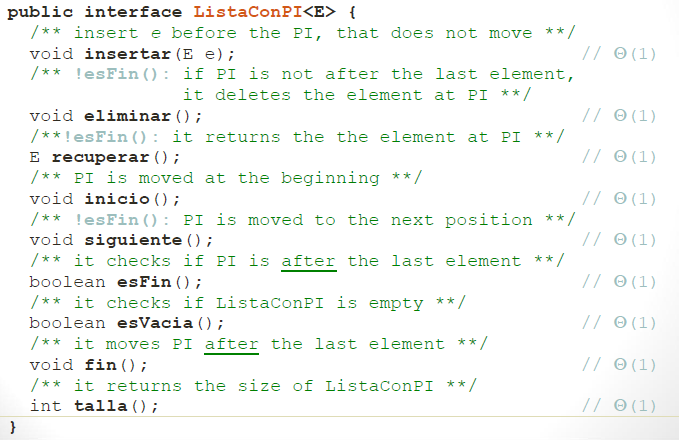 public interface ListaConPI<E> {
/** insert e before the PI, that does not move **/
void insertar(E e); // Θ(1)
/** !esFin(): if PI is not after the last element,
it deletes the element at PI **/
void eliminar(); // Θ(1)
/**!esFin(): it returns the the element at PI **/
E recuperar(); // Θ(1)
/** PI is moved at the beginning **/
void inicio(); // Θ(1)
/** !esFin(): PI is moved to the next position **/
void siguiente(); // Θ(1)
/** it checks if PI is after the last element **/
boolean esFin(); // Θ(1)
/** it checks if ListaConPI is empty **/
boolean esVacia(); // Θ(1)
/** it moves PI after the last element **/
void fin(); // Θ(1)
/** it returns the size of ListaConPI **/
int talla(); // Θ(1)
}